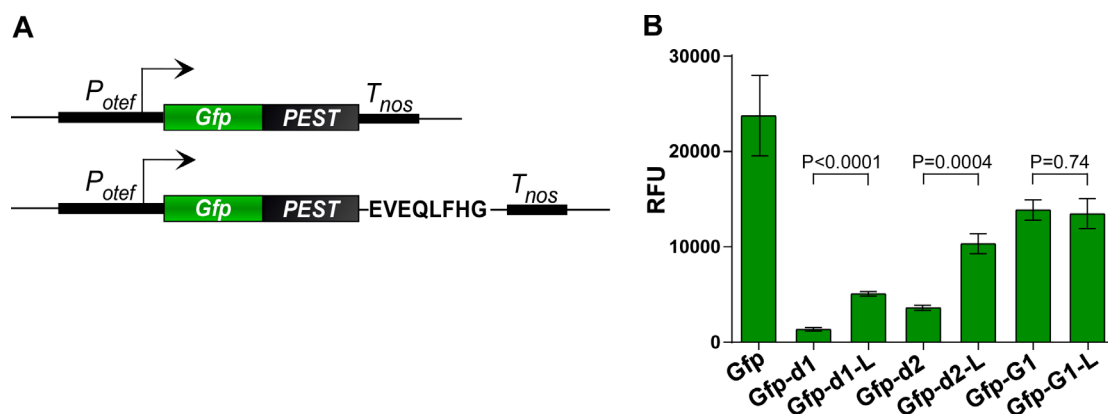 A
P otef
Gfp PEST
T nos
P otef
Gfp PEST -EVEQLFHG
T nos
B
30000
20000
10000
0
RFU
P<0.0001 P=0.0004 P=0.74
Gfp Gfp-d1 Gfp-d1-L Gfp-d2 Gfp-d2-L Gfp-G1 Gfp-G1-L